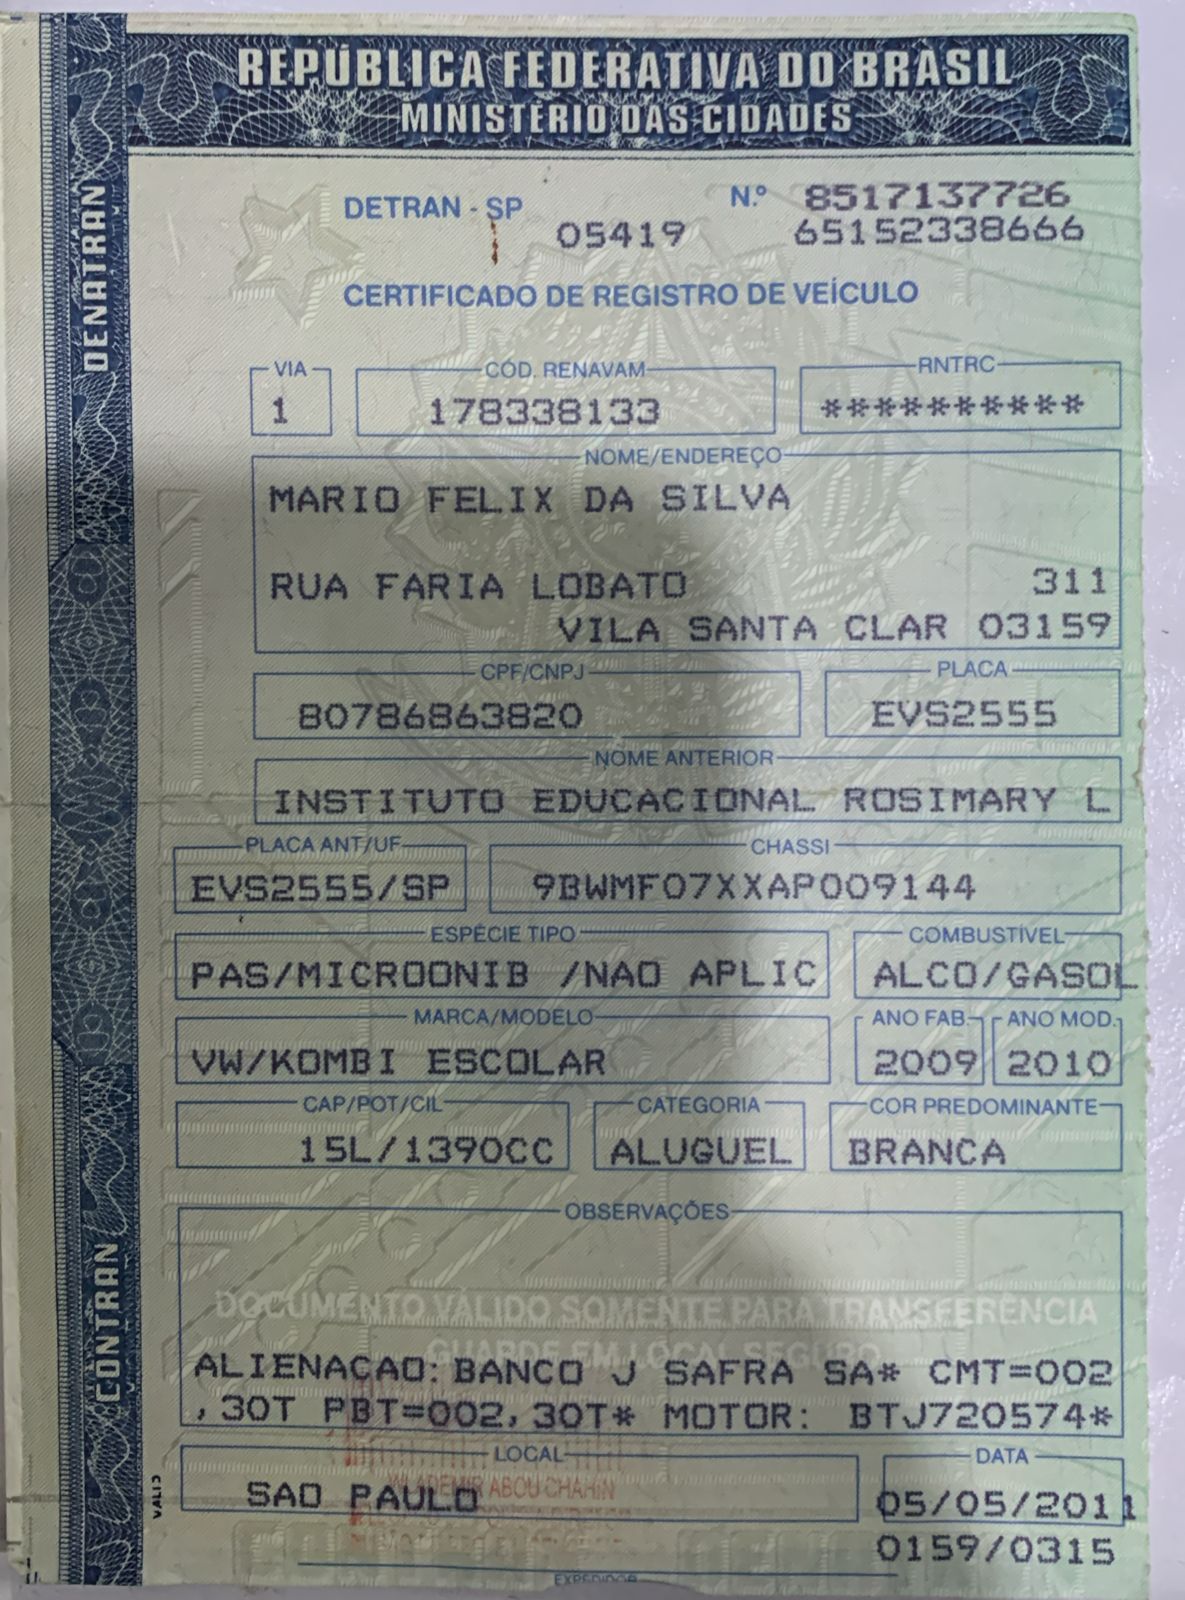 REPÚBLICA FEDERATIVA DO BRASIL
MINISTÉRIO DAS CIDADES
DENATRAN
CONTRAN
DETRAN - SP
N.º 8517137726
05419 65152338666
CERTIFICADO DE REGISTRO DE VEÍCULO
VIA CÓD. RENAVAM RNTRC
1 178338133 **********
NOME/ENDEREÇO
MARIO FELIX DA SILVA
RUA FARIA LOBATO 311
VILA SANTA CLAR 03159
CPF/CNPJ PLACA
80786863820 EVS2555
NOME ANTERIOR
INSTITUTO EDUCACIONAL ROSIMARY L
PLACA ANT/UF CHASSI
EVS2555/SP 9BWMF07XXAP009144
ESPÉCIE TIPO COMBUSTÍVEL
PAS/MICROONIB /NAO APLIC ALCO/GASOL
MARCA/MODELO ANO FAB. ANO MOD.
VW/KOMBI ESCOLAR 2009 2010
CAP/POT/CIL CATEGORIA COR PREDOMINANTE
15L/1390CC ALUGUEL BRANCA
OBSERVAÇÕES
DOCUMENTO VÁLIDO SOMENTE PARA TRANSFERÊNCIA
GUARDE EM LOCAL SEGURO
ALIENACAO: BANCO J SAFRA SA* CMT=002
,30T PBT=002,30T* MOTOR: BTJ720574*
LOCAL DATA
SAO PAULO 05/05/2011
ABOU CHAHIN
0159/0315
EXPEDIDOR